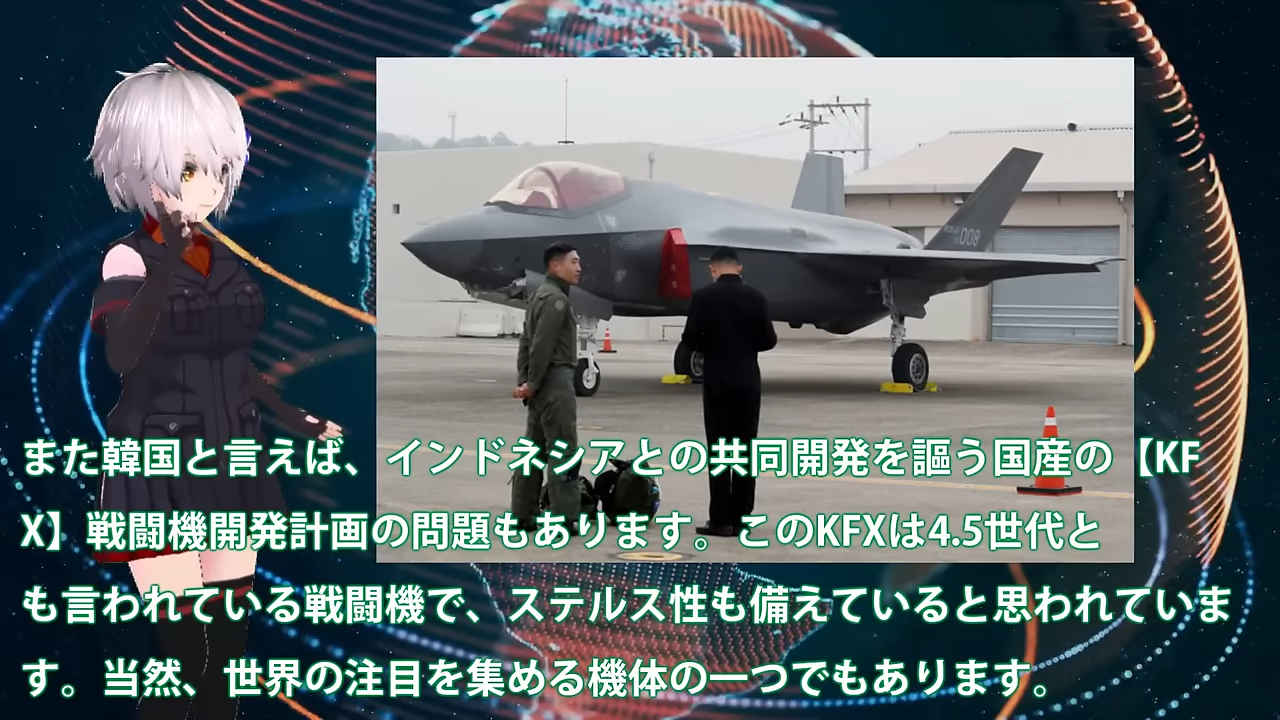 008
また韓国と言えば、インドネシアとの共同開発を謳う国産の【KF
X】戦闘機開発計画の問題もあります。このKFXは4.5世代と
も言われている戦闘機で、ステルス性も備えていると思われていま
す。当然、世界の注目を集める機体の一つでもあります。